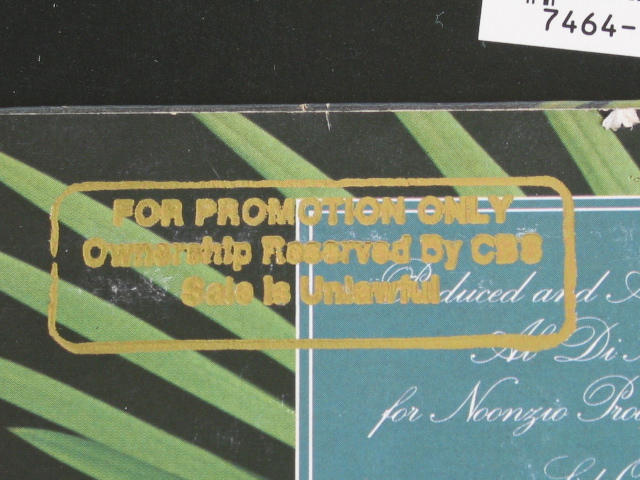 7464-
FOR PROMOTION ONLY
Ownership Reserved By CBS
Sale is Unlawful
Produced and A
Al Di
for Noonzio Pro